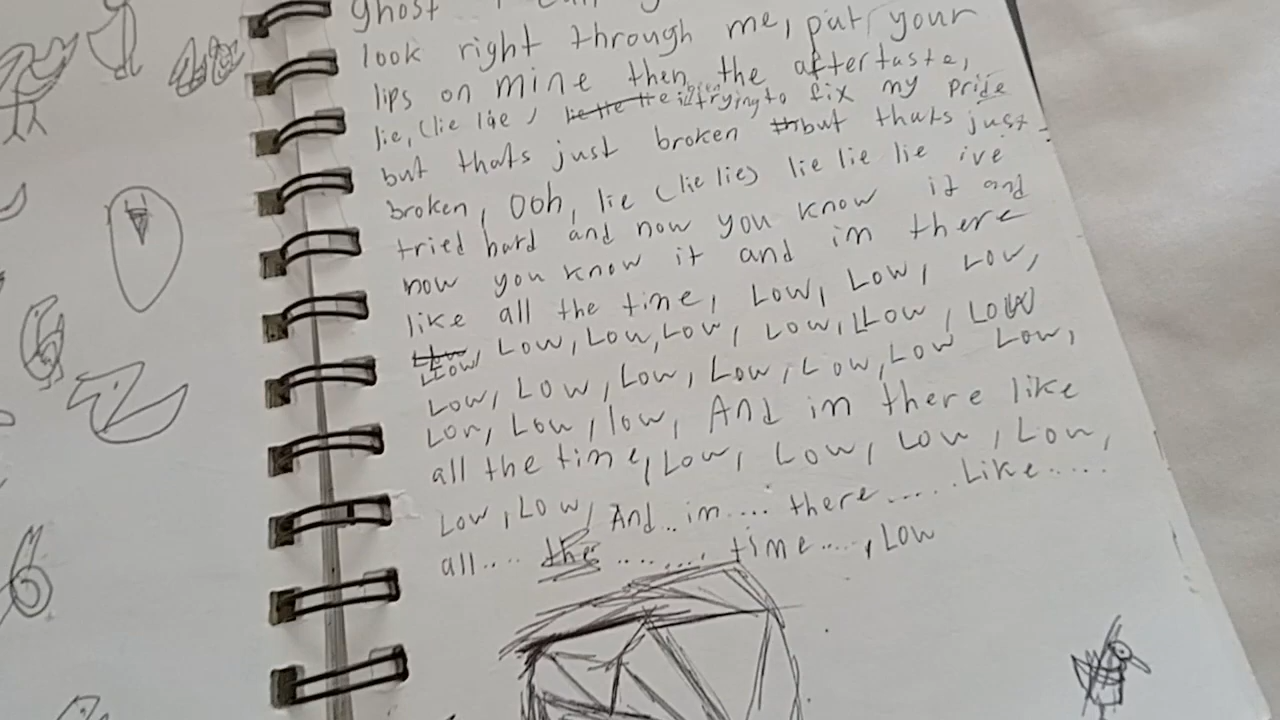 ghost I can
look right through me, put your
lips on mine then the aftertaste,
lie, (lie lie) lie lie lie trying to fix my pride
but thats just broken th but thats just
broken, Ooh, lie (lie lie) lie lie lie ive
tried hard and now you know it and
now you know it and im there
like all the time, Low, Low, Low,
LLow, Low, Low, Low, Low, LLow, LOW
Low, Low, Low, Low, Low, Low Low,
Low, Low, low, And im there like
all the time, Low, Low, Low, Low,
Low, Low, And.. im.... there..... Like.....
all.... the ........ time...., Low